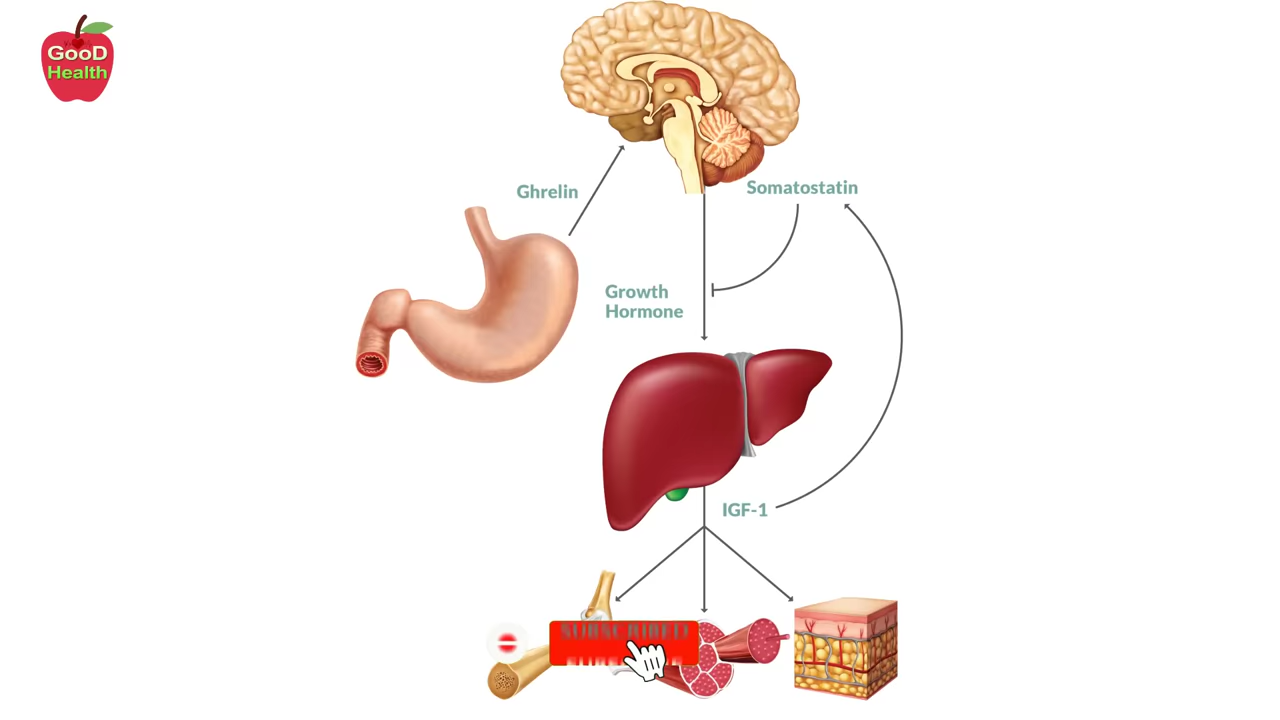 GooD
Health
Ghrelin
Somatostatin
Growth
Hormone
IGF-1